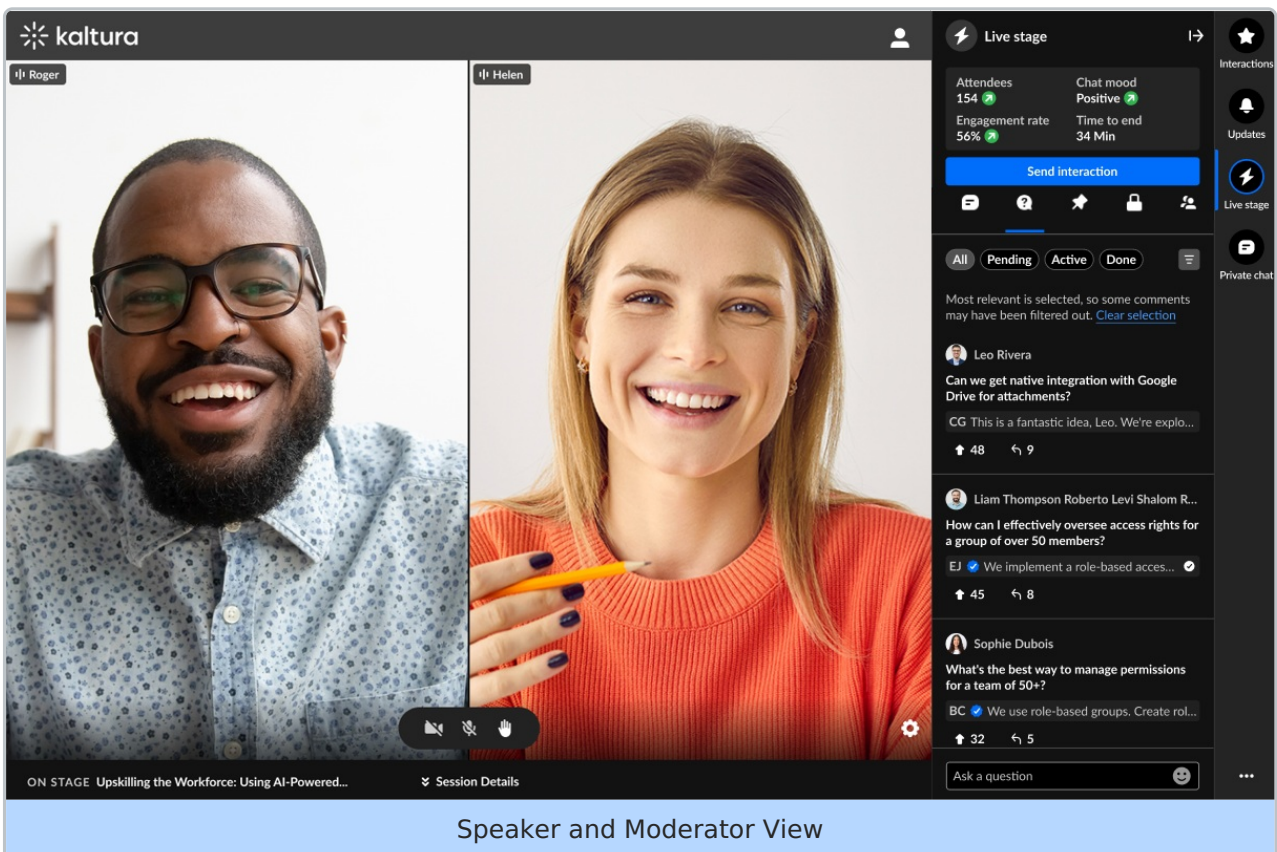 kaltura
Roger
Helen
ON STAGE Upskilling the Workforce: Using AI-Powered...
Session Details
Live stage
Attendees
154
Chat mood
Positive
Engagement rate
56%
Time to end
34 Min
Send interaction
All
Pending
Active
Done
Most relevant is selected, so some comments
may have been filtered out. Clear selection
Leo Rivera
Can we get native integration with Google
Drive for attachments?
CG This is a fantastic idea, Leo. We're explo...
48
9
Liam Thompson Roberto Levi Shalom R...
How can I effectively oversee access rights for
a group of over 50 members?
EJ We implement a role-based acces...
45
8
Sophie Dubois
What's the best way to manage permissions
for a team of 50+?
BC We use role-based groups. Create rol...
32
5
Ask a question
Interactions
Updates
Live stage
Private chat
Speaker and Moderator View